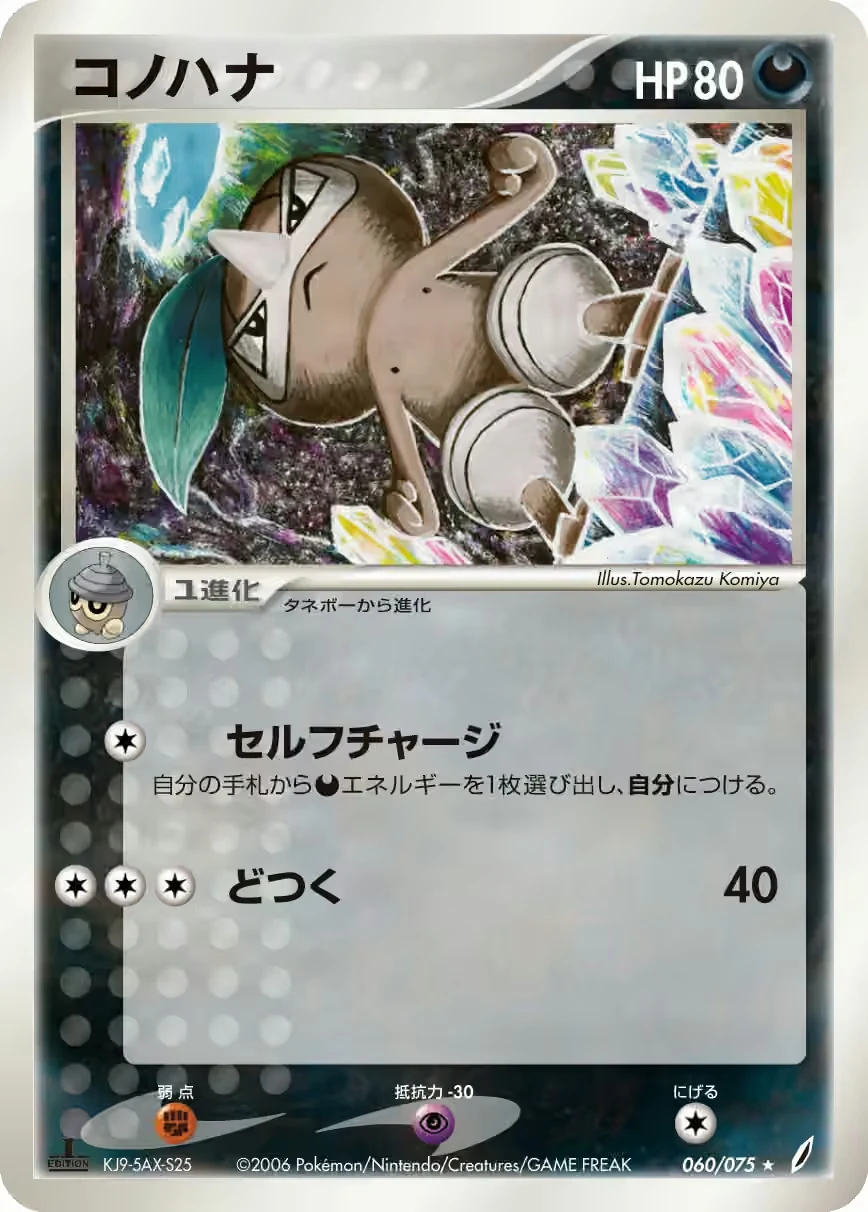 コノハナ HP80
Illus.Tomokazu Komiya
1進化 タネボーから進化
セルフチャージ
自分の手札からエネルギーを1枚選び出し、自分につける。
どつく 40
弱点 抵抗力-30 にげる
1 EDITION KJ9-5AX-S25 ©2006 Pokémon/Nintendo/Creatures/GAME FREAK 060/075 ★